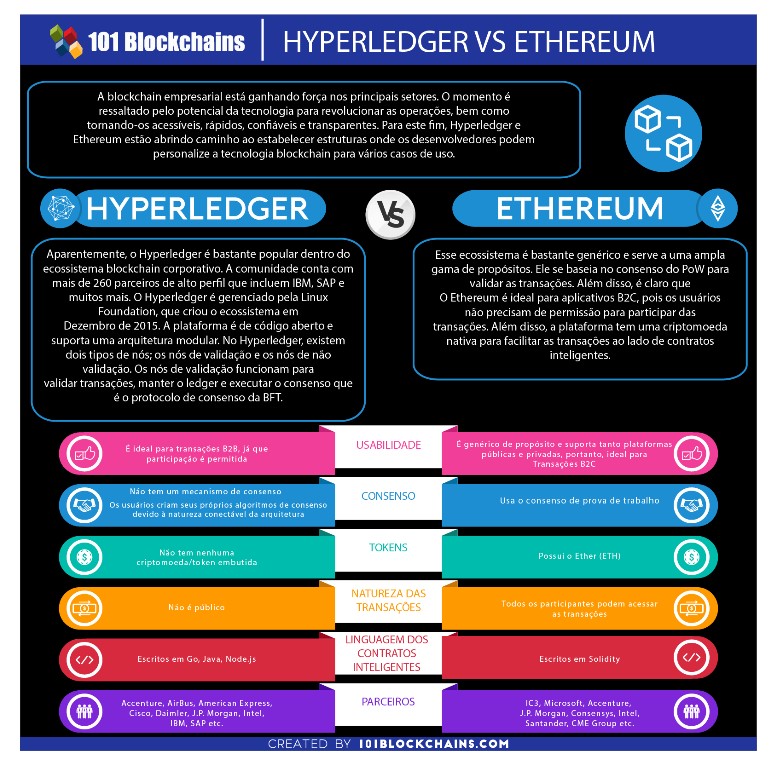 101 Blockchains
HYPERLEDGER VS ETHEREUM
A blockchain empresarial está ganhando força nos principais setores. O momento é
ressaltado pelo potencial da tecnologia para revolucionar as operações, bem como
tornando-os acessíveis, rápidos, confiáveis e transparentes. Para este fim, Hyperledger e
Ethereum estão abrindo caminho ao estabelecer estruturas onde os desenvolvedores podem
personalize a tecnologia blockchain para vários casos de uso.
HYPERLEDGER
VS
ETHEREUM
Aparentemente, o Hyperledger é bastante popular dentro do
ecossistema blockchain corporativo. A comunidade conta com
mais de 260 parceiros de alto perfil que incluem IBM, SAP e
muitos mais. O Hyperledger é gerenciado pela Linux
Foundation, que criou o ecossistema em
Dezembro de 2015. A plataforma é de código aberto e
suporta uma arquitetura modular. No Hyperledger, existem
dois tipos de nós; os nós de validação e os nós de não
validação. Os nós de validação funcionam para
validar transações, manter o ledger e executar o consenso que
é o protocolo de consenso da BFT.
Esse ecossistema é bastante genérico e serve a uma ampla
gama de propósitos. Ele se baseia no consenso do PoW para
validar as transações. Além disso, é claro que
O Ethereum é ideal para aplicativos B2C, pois os usuários
não precisam de permissão para participar das
transações. Além disso, a plataforma tem uma criptomoeda
nativa para facilitar as transações ao lado de contratos
inteligentes.
É ideal para transações B2B, já que
participação é permitida
USABILIDADE
É genérico de propósito e suporta tanto plataformas
públicas e privadas, portanto, ideal para
Transações B2C
Não tem um mecanismo de consenso
Os usuários criam seus próprios algoritmos de consenso
devido à natureza conectável da arquitetura
CONSENSO
Usa o consenso de prova de trabalho
Não tem nenhuma
criptomoeda/token embutida
TOKENS
Possui o Ether (ETH)
Não é público
NATUREZA DAS
TRANSAÇÕES
Todos os participantes podem acessar
as transações
Escritos em Go, Java, Node.js
LINGUAGEM DOS
CONTRATOS
INTELIGENTES
Escritos em Solidity
Accenture, AirBus, American Express,
Cisco, Daimler, J.P. Morgan, Intel,
IBM, SAP etc.
PARCEIROS
IC3, Microsoft, Accenture,
J.P. Morgan, Consensys, Intel,
Santander, CME Group etc.
CREATED BY 101BLOCKCHAINS.COM